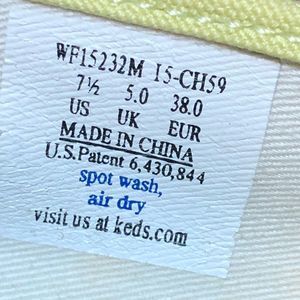 WF15232M 15-CH59
7½ 5.0 38.0
US UK EUR
MADE IN CHINA
U.S.Patent 6,430,844
spot wash,
air dry
visit us at keds.com